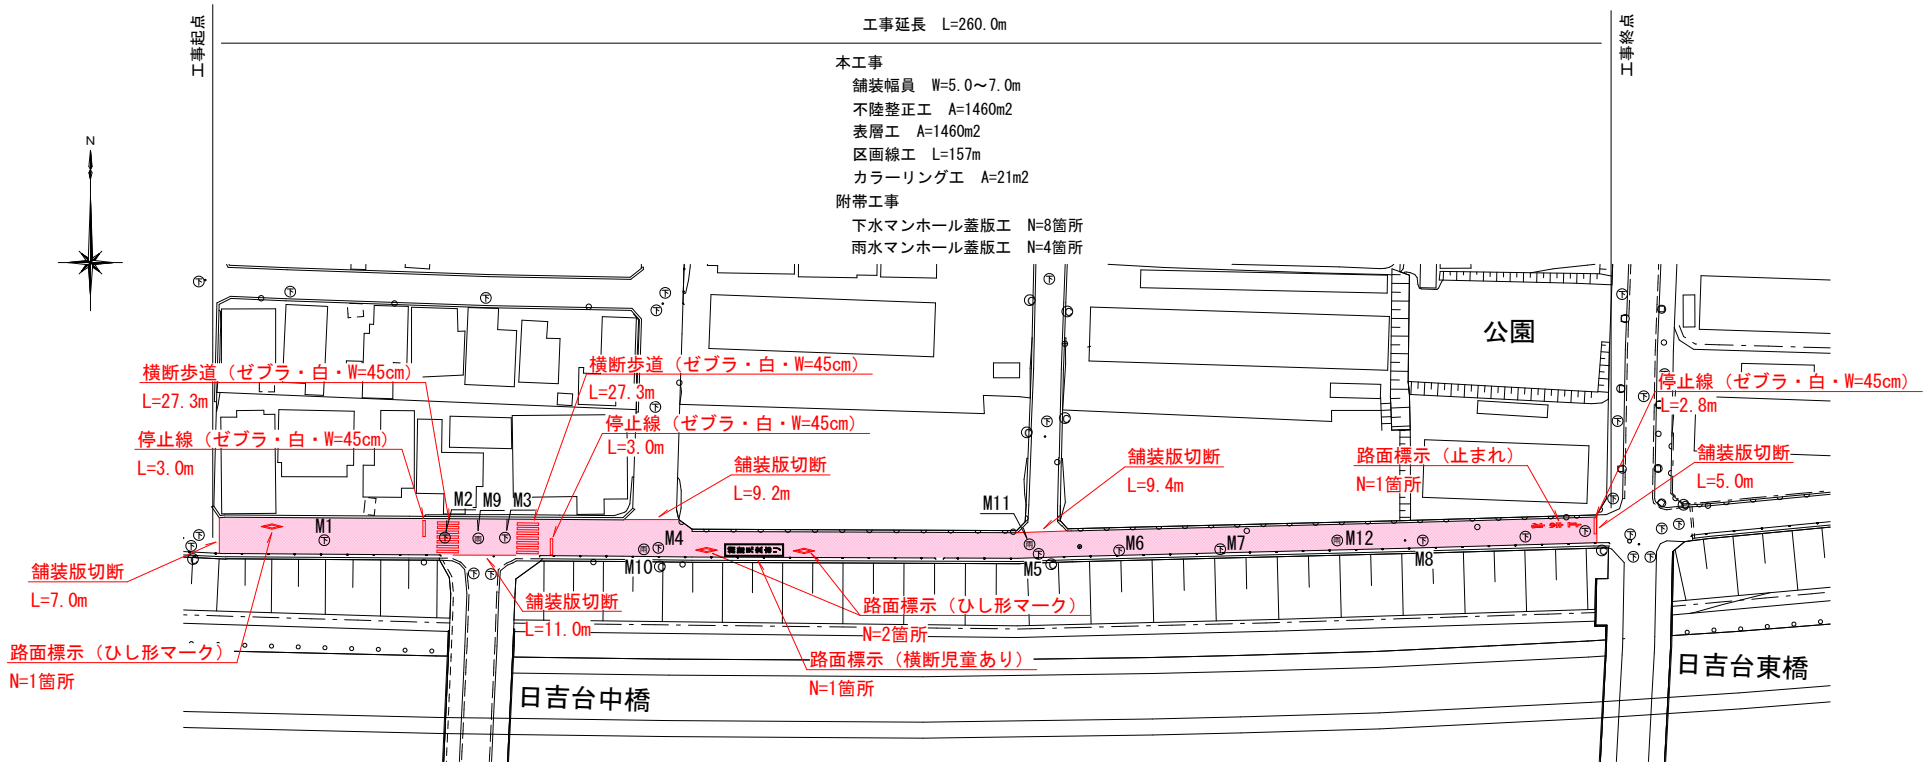 工事延長 L=260.0m
工事起点
工事終点
本工事
舗装幅員 W=5.0～7.0m
不陸整正工 A=1460m2
表層工 A=1460m2
区画線工 L=157m
カラーリング工 A=21m2
附帯工事
下水マンホール蓋版工 N=8箇所
雨水マンホール蓋版工 N=4箇所
N
公園
横断歩道（ゼブラ・白・W=45cm）
L=27.3m
横断歩道（ゼブラ・白・W=45cm）
L=27.3m
停止線（ゼブラ・白・W=45cm）
L=2.8m
停止線（ゼブラ・白・W=45cm）
L=3.0m
停止線（ゼブラ・白・W=45cm）
L=3.0m
舗装版切断
L=9.2m
舗装版切断
L=9.4m
路面標示（止まれ）
N=1箇所
舗装版切断
L=5.0m
M1
M2
M9
M3
M4
M10
M11
M5
M6
M7
M12
M8
舗装版切断
L=7.0m
舗装版切断
L=11.0m
路面標示（ひし形マーク）
N=2箇所
路面標示（ひし形マーク）
N=1箇所
路面標示（横断児童あり）
N=1箇所
日吉台中橋
日吉台東橋